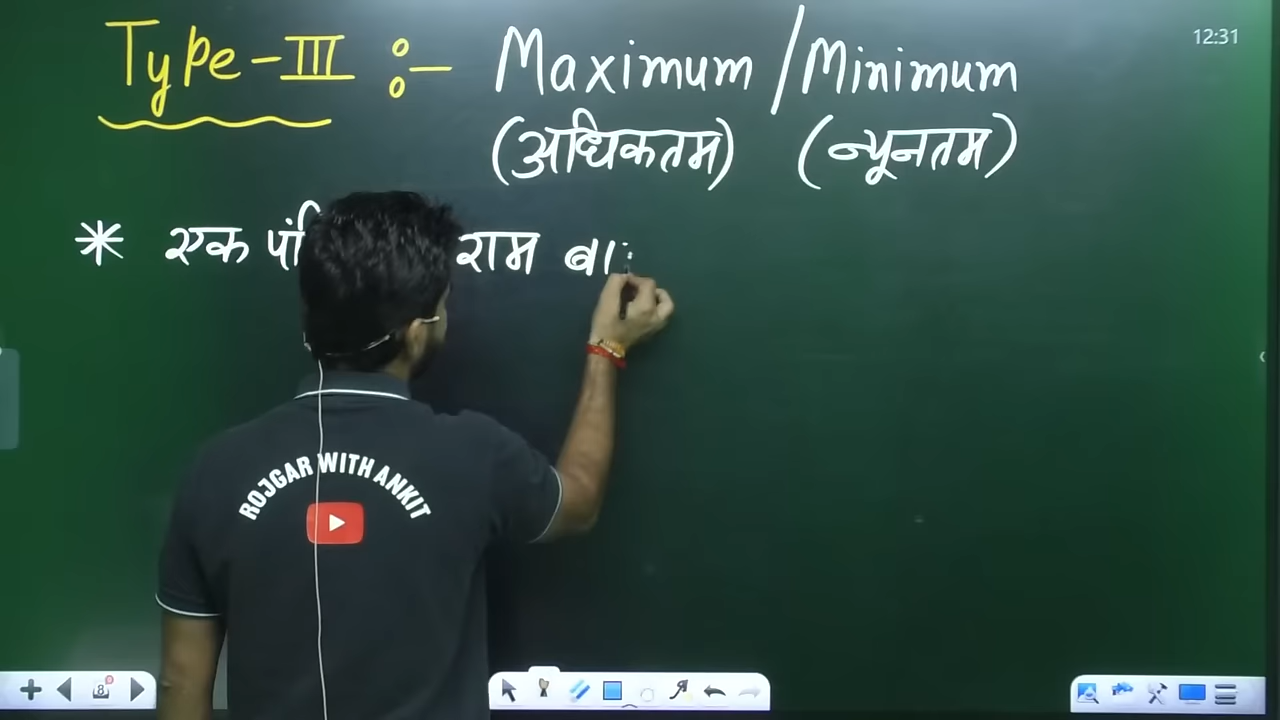 Type-III :- Maximum/Minimum
(अधिकतम) (न्यूनतम)
* एक राम
ROJGAR WITH ANKIT
12:31